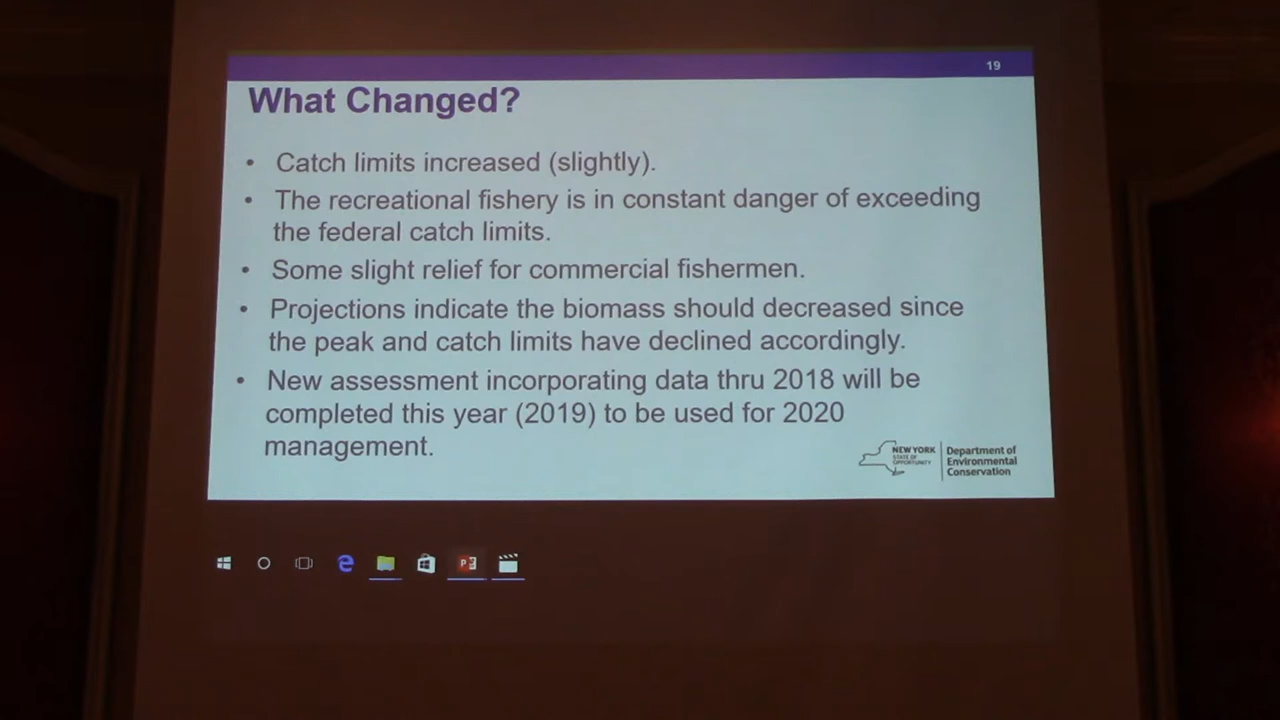 19
What Changed?
• Catch limits increased (slightly).
• The recreational fishery is in constant danger of exceeding
the federal catch limits.
• Some slight relief for commercial fishermen.
• Projections indicate the biomass should decreased since
the peak and catch limits have declined accordingly.
• New assessment incorporating data thru 2018 will be
completed this year (2019) to be used for 2020
management.
NEW YORK
STATE OF
OPPORTUNITY
Department of
Environmental
Conservation